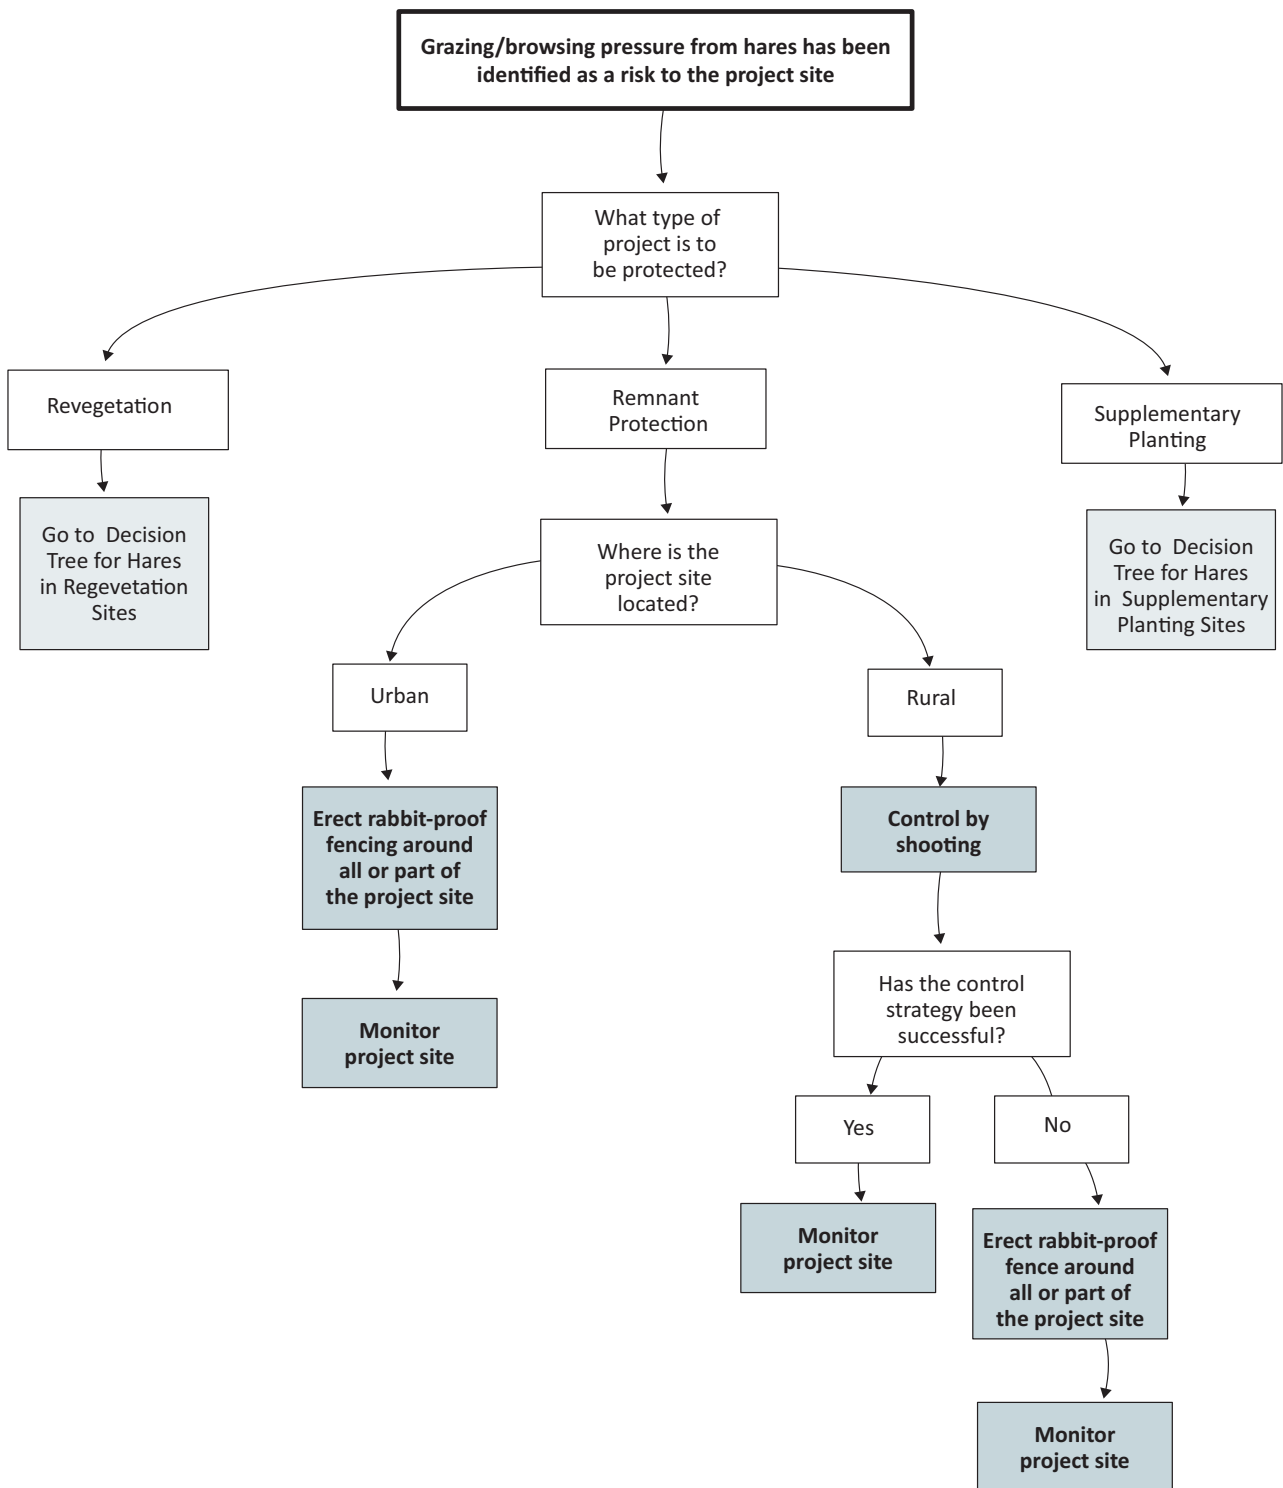 Grazing/browsing pressure from hares has been
identified as a risk to the project site
What type of
project is to
be protected?
Revegetation
Remnant
Protection
Supplementary
Planting
Go to Decision
Tree for Hares
in Regevetation
Sites
Where is the
project site
located?
Go to Decision
Tree for Hares
in Supplementary
Planting Sites
Urban
Rural
Erect rabbit-proof
fencing around
all or part of
the project site
Control by
shooting
Monitor
project site
Has the control
strategy been
successful?
Yes
No
Monitor
project site
Erect rabbit-proof
fence around
all or part of
the project site
Monitor
project site